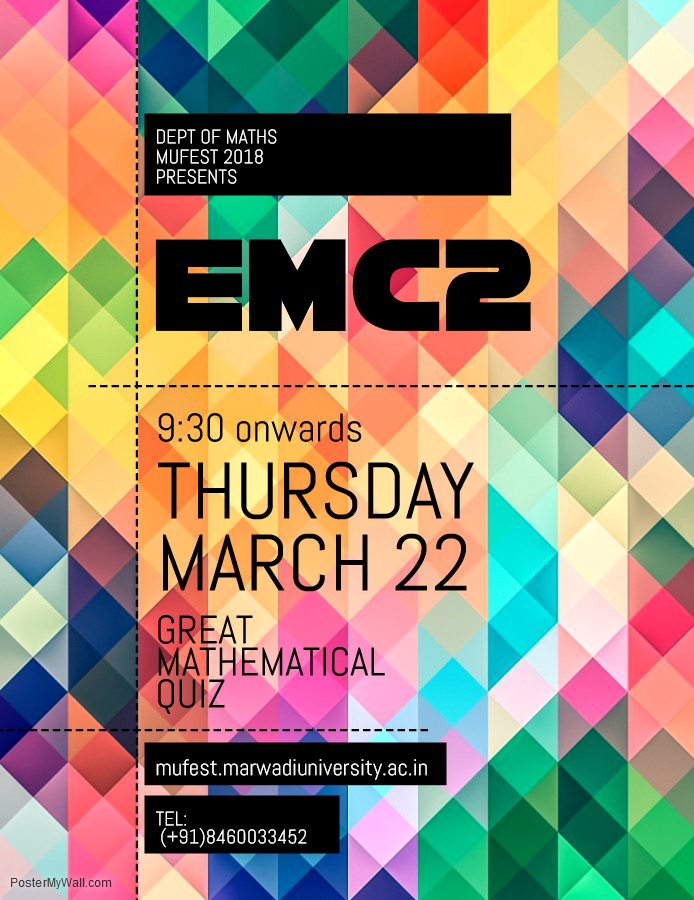 DEPT OF MATHS
MUFEST 2018
PRESENTS
EMC2
9:30 onwards
THURSDAY
MARCH 22
GREAT
MATHEMATICAL
QUIZ
mufest.marwadiuniversity.ac.in
TEL:
(+91)8460033452
PosterMyWall.com